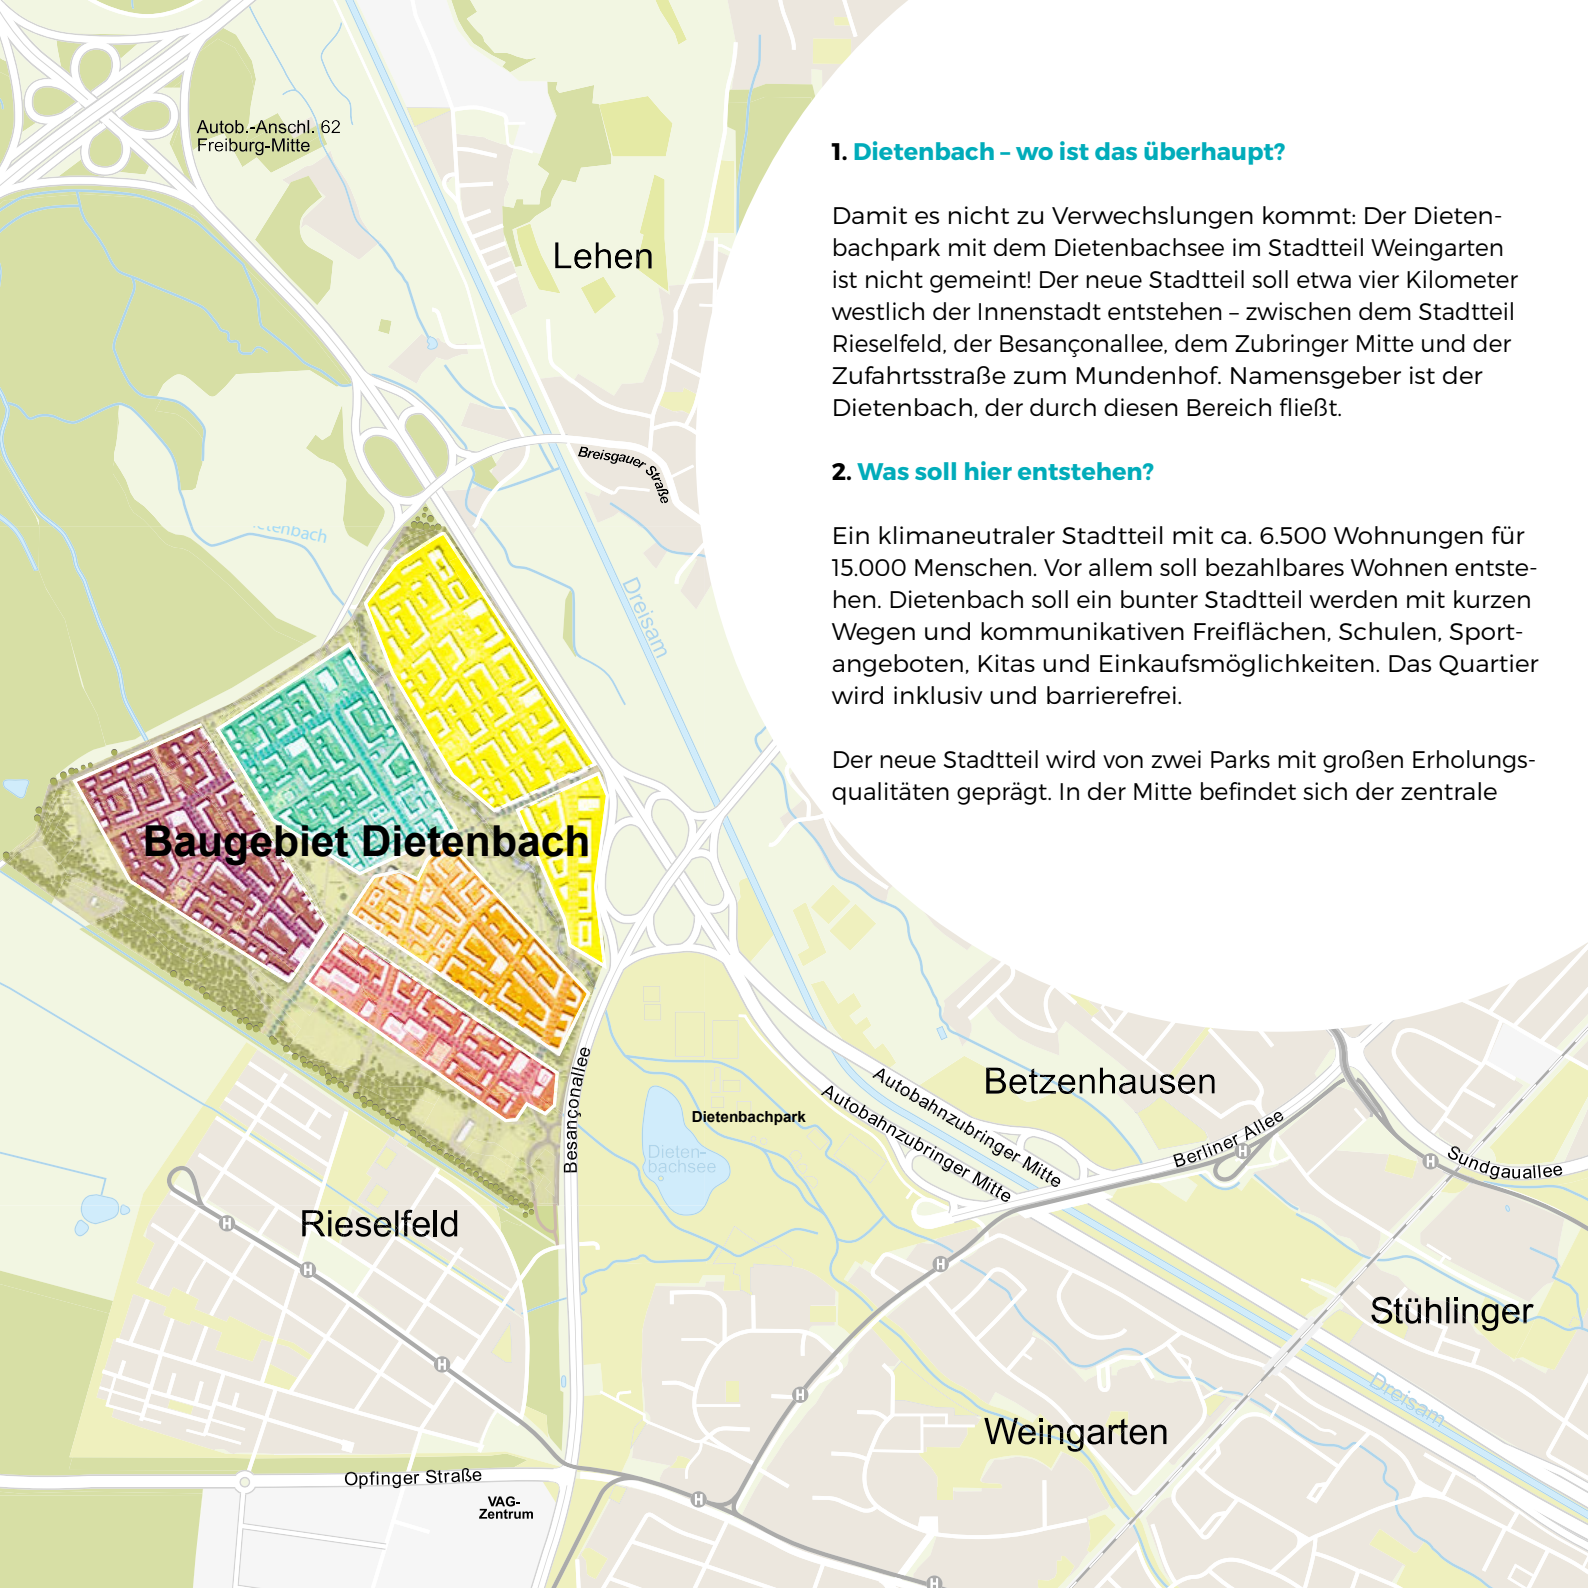 Autob.-Anschl. 62
Freiburg-Mitte
Lehen
1. Dietenbach – wo ist das überhaupt?
Damit es nicht zu Verwechslungen kommt: Der Dieten-
bachpark mit dem Dietenbachsee im Stadtteil Weingarten
ist nicht gemeint! Der neue Stadtteil soll etwa vier Kilometer
westlich der Innenstadt entstehen – zwischen dem Stadtteil
Rieselfeld, der Besançonallee, dem Zubringer Mitte und der
Zufahrtsstraße zum Mundenhof. Namensgeber ist der
Dietenbach, der durch diesen Bereich fließt.
2. Was soll hier entstehen?
Ein klimaneutraler Stadtteil mit ca. 6.500 Wohnungen für
15.000 Menschen. Vor allem soll bezahlbares Wohnen entste-
hen. Dietenbach soll ein bunter Stadtteil werden mit kurzen
Wegen und kommunikativen Freiflächen, Schulen, Sport-
angeboten, Kitas und Einkaufsmöglichkeiten. Das Quartier
wird inklusiv und barrierefrei.
Der neue Stadtteil wird von zwei Parks mit großen Erholungs-
qualitäten geprägt. In der Mitte befindet sich der zentrale
Breisgauer Straße
Dreisam
Baugebiet Dietenbach
Besançonallee
Dietenbachpark
Dieten-
bachsee
Autobahnzubringer Mitte
Autobahnzubringer Mitte
Betzenhausen
Berliner Allee
H
Sundgauallee
H
Rieselfeld
H
H
H
H
H
Stühlinger
Dreisam
Weingarten
Opfinger Straße
VAG-
Zentrum
H
H